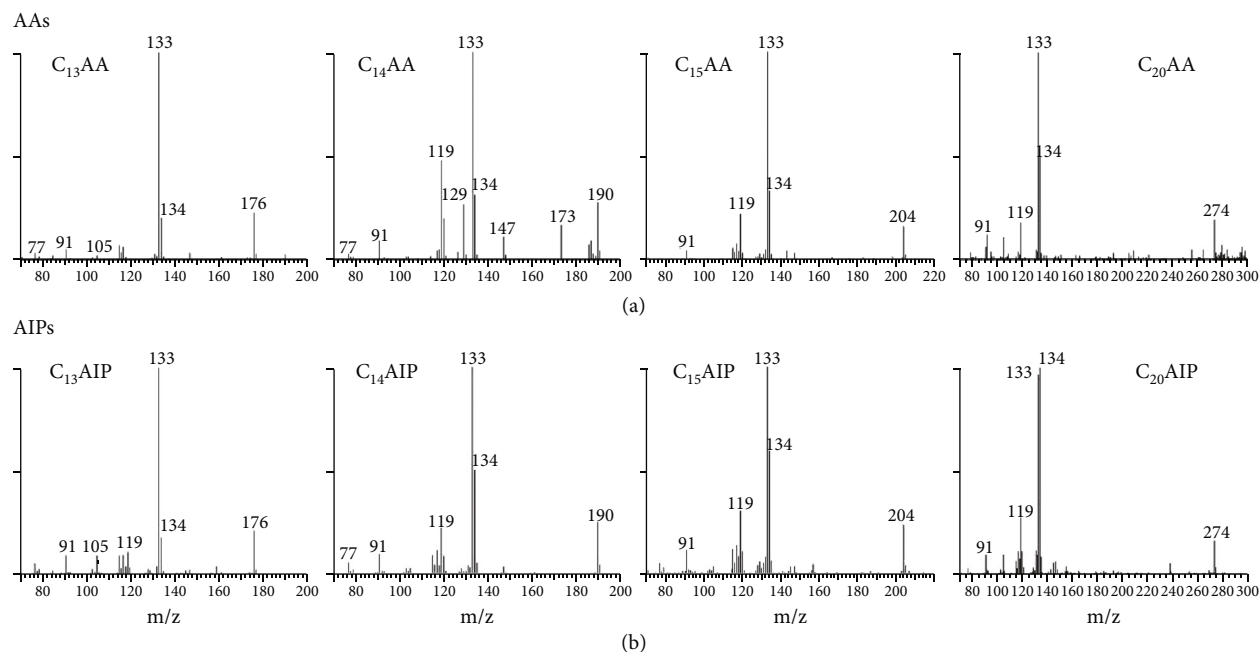 AAs
C₁₃AA 133 77 91 105 134 176
80 100 120 140 160 180 200
C₁₄AA 133 77 91 119 129 134 147 173 190
80 100 120 140 160 180 200
C₁₅AA 133 91 119 134 204
80 100 120 140 160 180 200 220
C₂₀AA 133 134 91 119 274
80 100 120 140 160 180 200 220 240 260 280 300
(a)
AIPs
C₁₃AIP 133 91 105 119 134 176
80 100 120 140 160 180 200
m/z
C₁₄AIP 133 77 91 119 134 190
80 100 120 140 160 180 200
m/z
C₁₅AIP 133 91 119 134 204
80 100 120 140 160 180 200 220
m/z
C₂₀AIP 133 134 91 119 274
80 100 120 140 160 180 200 220 240 260 280 300
m/z
(b)